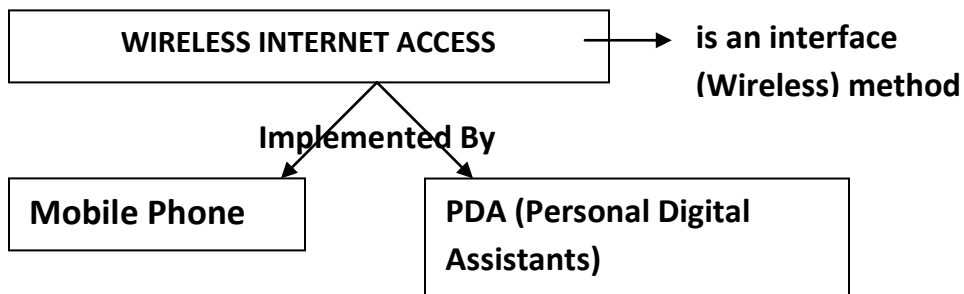 WIRELESS INTERNET ACCESS
is an interface
(Wireless) method
Implemented By
Mobile Phone
PDA (Personal Digital
Assistants)